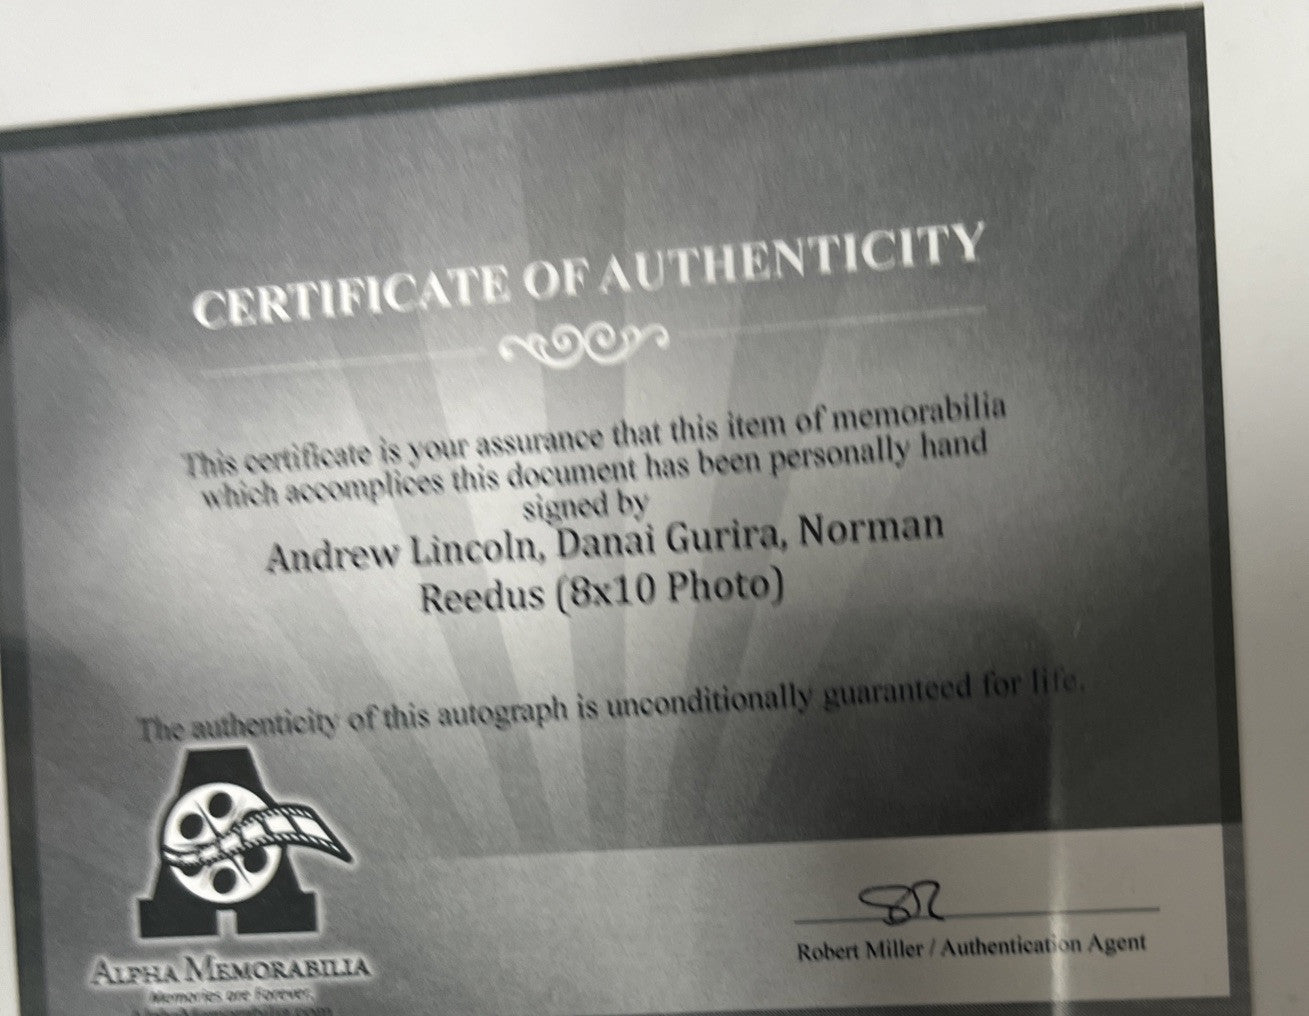 CERTIFICATE OF AUTHENTICITY
This certificate is your assurance that this item of memorabilia
which accomplices this document has been personally hand
signed by
Andrew Lincoln, Danai Gurira, Norman
Reedus (8x10 Photo)
The authenticity of this autograph is unconditionally guaranteed for life.
Robert Miller / Authentication Agent
ALPHA MEMORABILIA
Memories are Forever.